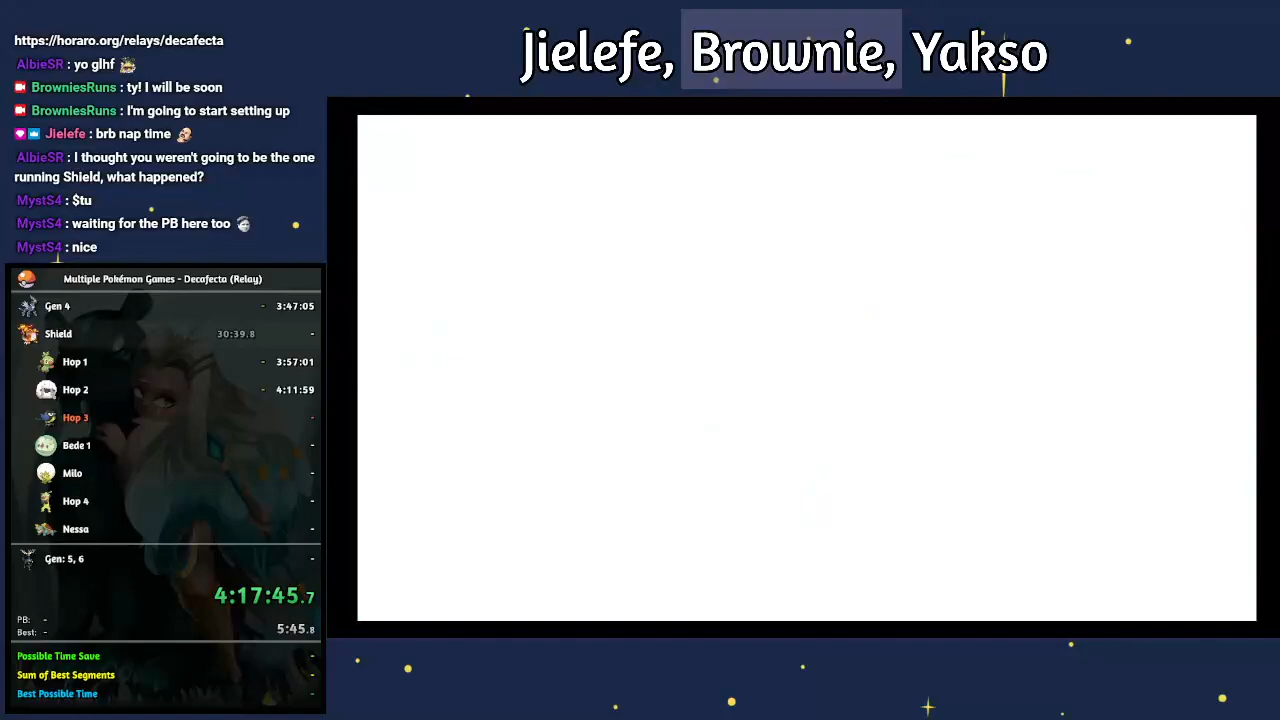 Jielefe, Brownie, Yakso
https://horaro.org/relays/decafecta
AlbieSR : yo glhf
BrowniesRuns : ty! I will be soon
BrowniesRuns : I'm going to start setting up
Jielefe : brb nap time
AlbieSR : I thought you weren't going to be the one
running Shield, what happened?
MystS4 : $tu
MystS4 : waiting for the PB here too
MystS4 : nice
Multiple Pokémon Games - Decafecta (Relay)
Gen 4 - 3:47:05
Shield 30:39.8 -
Hop 1 - 3:57:01
Hop 2 - 4:11:59
Hop 3 -
Bede 1 -
Milo -
Hop 4 -
Nessa -
Gen: 5, 6 -
4:17:45.7
PB: -
Best: - 5:45.8
Possible Time Save -
Sum of Best Segments -
Best Possible Time -